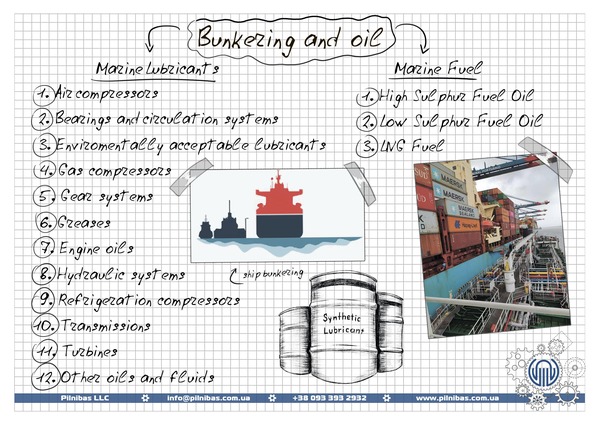 Bunkering and oil
Marine Lubricants
1. Air compressors
2. Bearings and circulation systems
3. Enviromentally acceptable lubricants
4. Gas compressors
5. Gear systems
6. Greases
7. Engine oils
8. Hydraulic systems
9. Refrigeration compressors
10. Transmissions
11. Turbines
12. Other oils and fluids
Marine Fuel
1. High Sulphur Fuel Oil
2. Low Sulphur Fuel Oil
3. LNG Fuel
ship bunkering
Synthetic
Lubricant
MAERSK
MAERSK
MAERSK
SEALAND
Pilnibas LLC info@pilnibas.com.ua +38 093 393 2932 www.pilnibas.com.ua